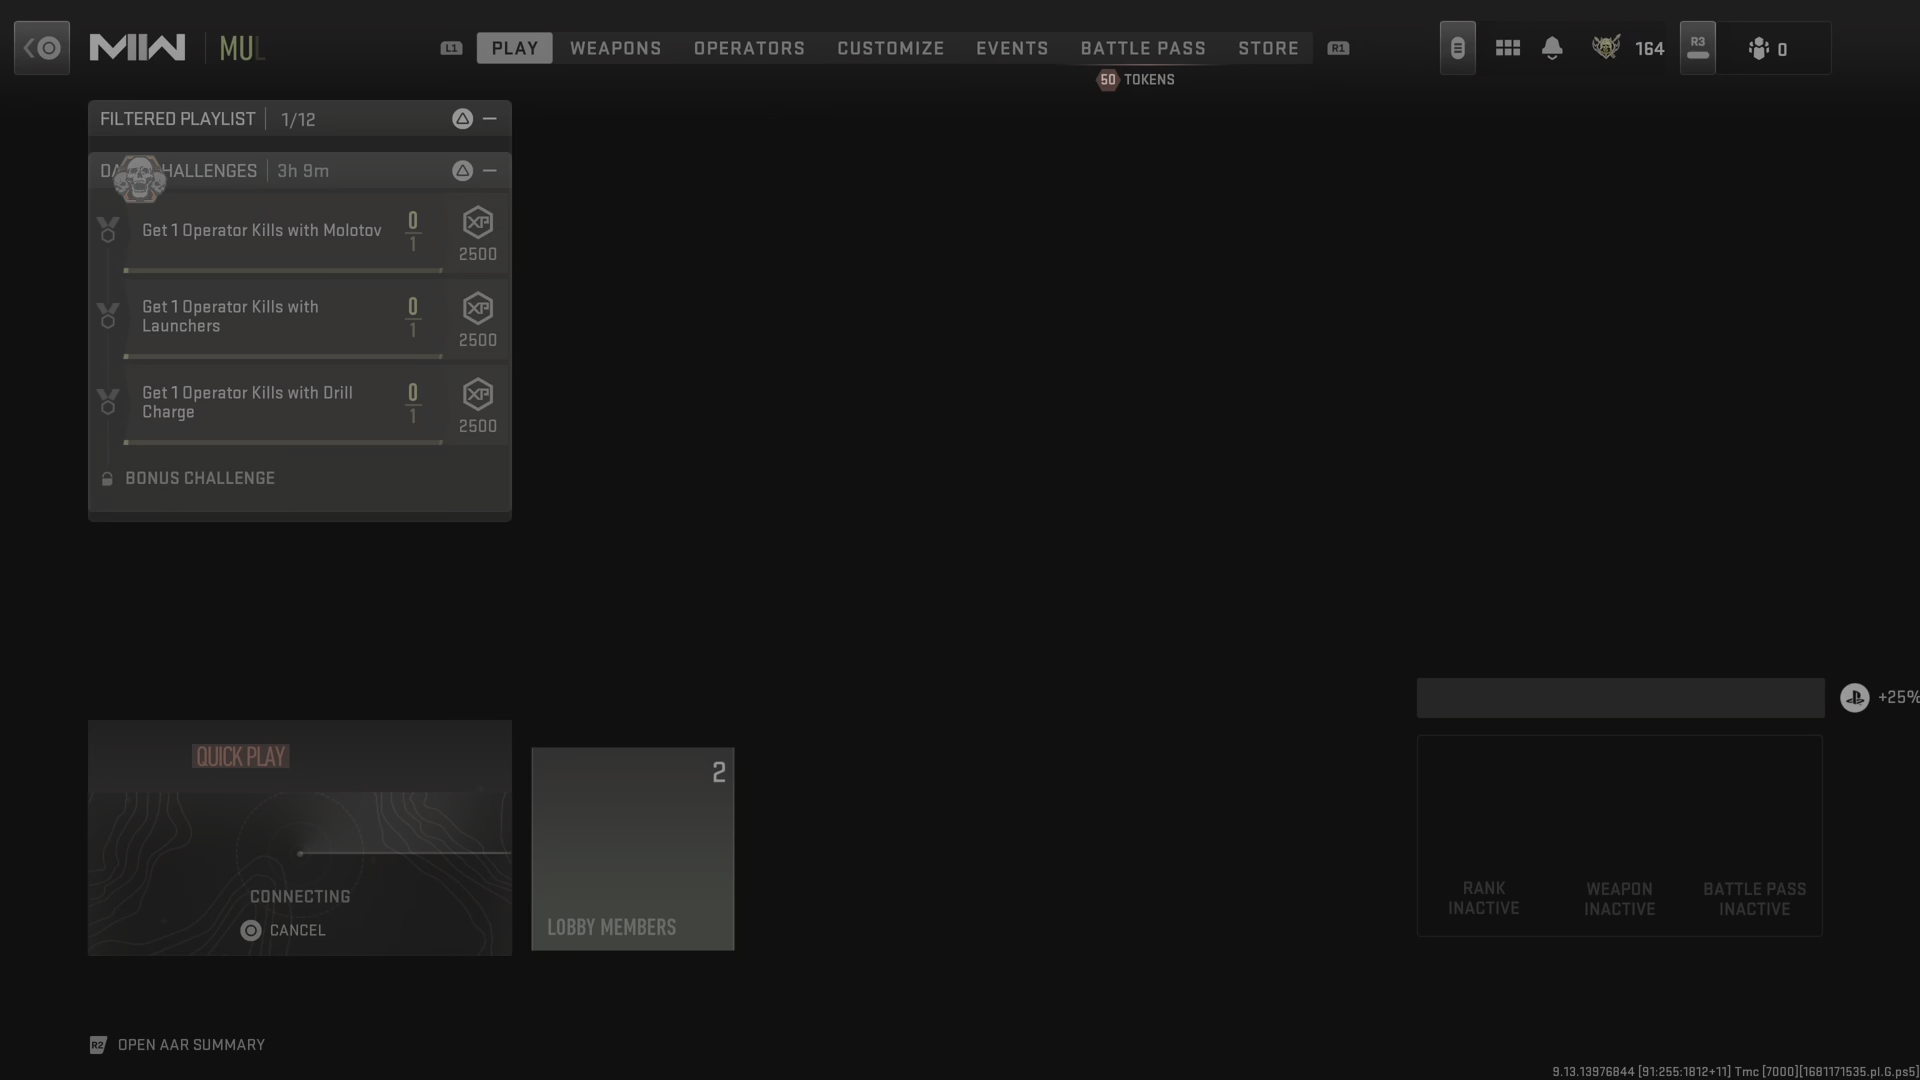 MW | MUL
L1 PLAY WEAPONS OPERATORS CUSTOMIZE EVENTS BATTLE PASS STORE R1
50 TOKENS
164 R3 0
FILTERED PLAYLIST | 1/12
DA HALLENGES | 3h 9m
Get 1 Operator Kills with Molotov
0
1
XP
2500
Get 1 Operator Kills with
Launchers
0
1
XP
2500
Get 1 Operator Kills with Drill
Charge
0
1
XP
2500
BONUS CHALLENGE
+25%
QUICK PLAY
CONNECTING
CANCEL
2
LOBBY MEMBERS
RANK
INACTIVE
WEAPON
INACTIVE
BATTLE PASS
INACTIVE
R2 OPEN AAR SUMMARY
9.13.13976844 [91:255:1812+11] Tmc [7000][1681171535.pl.G.ps5]